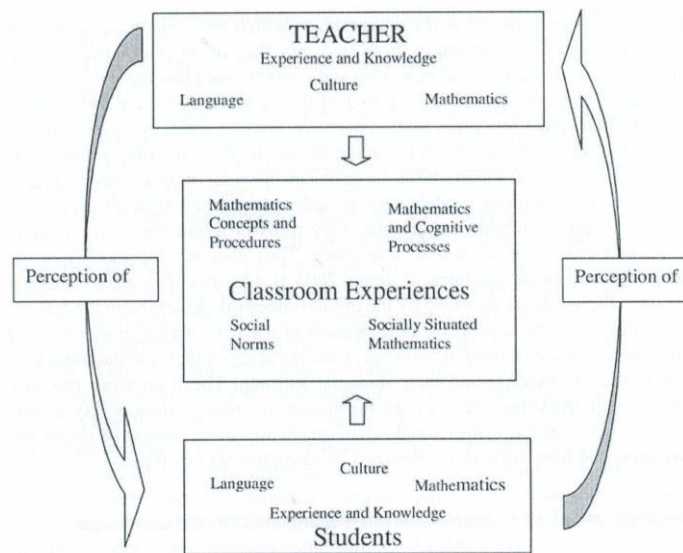 TEACHER
Experience and Knowledge
Culture
Language
Mathematics
Mathematics
Concepts and
Procedures
Mathematics
and Cognitive
Processes
Perception of
Perception of
Classroom Experiences
Social
Norms
Socially Situated
Mathematics
Culture
Language
Mathematics
Experience and Knowledge
Students